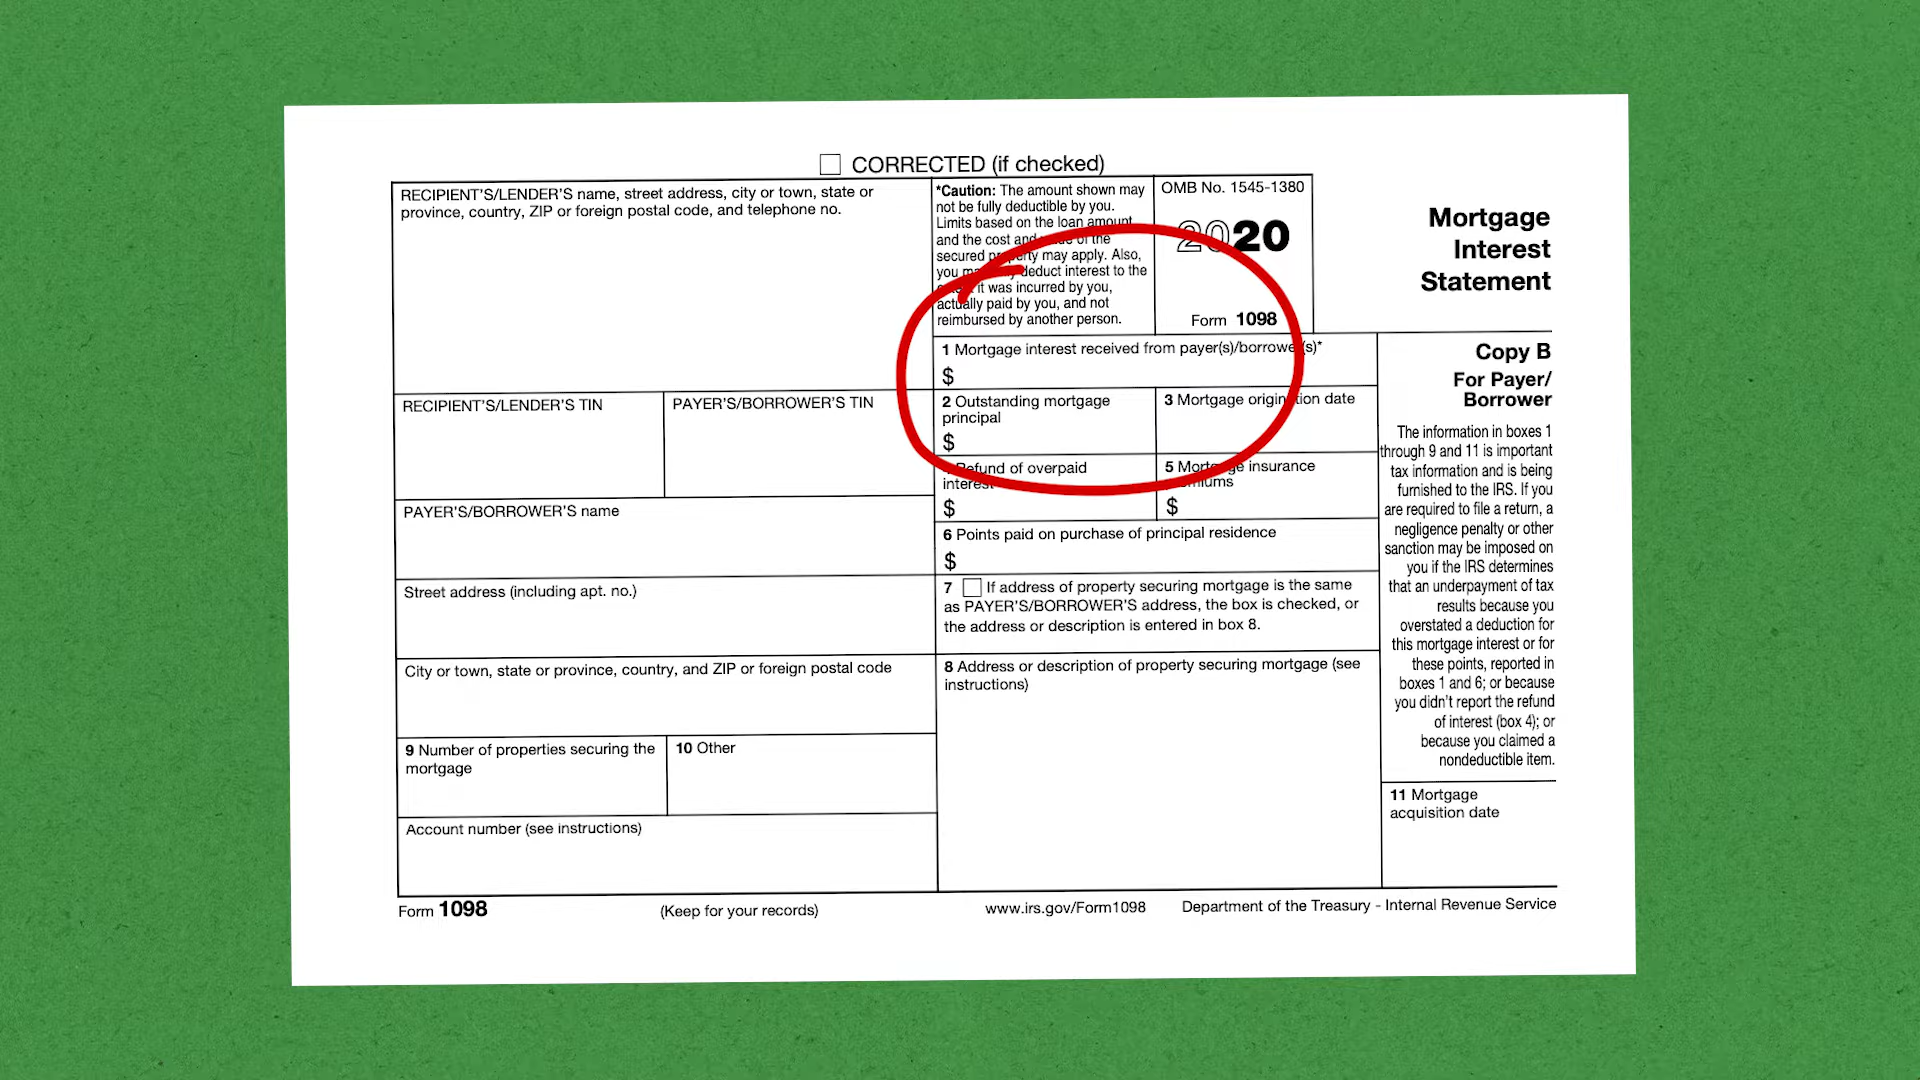 CORRECTED (if checked)
RECIPIENT'S/LENDER'S name, street address, city or town, state or
province, country, ZIP or foreign postal code, and telephone no.
*Caution: The amount shown may
not be fully deductible by you.
Limits based on the loan amount
and the cost and value of the
secured property may apply. Also,
you may only deduct interest to the
extent it was incurred by you,
actually paid by you, and not
reimbursed by another person.
OMB No. 1545-1380
2020
Form 1098
Mortgage
Interest
Statement
1 Mortgage interest received from payer(s)/borrower(s)*
$
Copy B
For Payer/
Borrower
The information in boxes 1
through 9 and 11 is important
tax information and is being
furnished to the IRS. If you
are required to file a return, a
negligence penalty or other
sanction may be imposed on
you if the IRS determines
that an underpayment of tax
results because you
overstated a deduction for
this mortgage interest or for
these points, reported in
boxes 1 and 6; or because
you didn't report the refund
of interest (box 4); or
because you claimed a
nondeductible item.
RECIPIENT'S/LENDER'S TIN
PAYER'S/BORROWER'S TIN
2 Outstanding mortgage
principal
$
3 Mortgage origination date
4 Refund of overpaid
interest
$
5 Mortgage insurance
premiums
$
PAYER'S/BORROWER'S name
6 Points paid on purchase of principal residence
$
Street address (including apt. no.)
7 If address of property securing mortgage is the same
as PAYER'S/BORROWER'S address, the box is checked, or
the address or description is entered in box 8.
City or town, state or province, country, and ZIP or foreign postal code
8 Address or description of property securing mortgage (see
instructions)
9 Number of properties securing the
mortgage
10 Other
11 Mortgage
acquisition date
Account number (see instructions)
Form 1098
(Keep for your records)
www.irs.gov/Form1098
Department of the Treasury - Internal Revenue Service